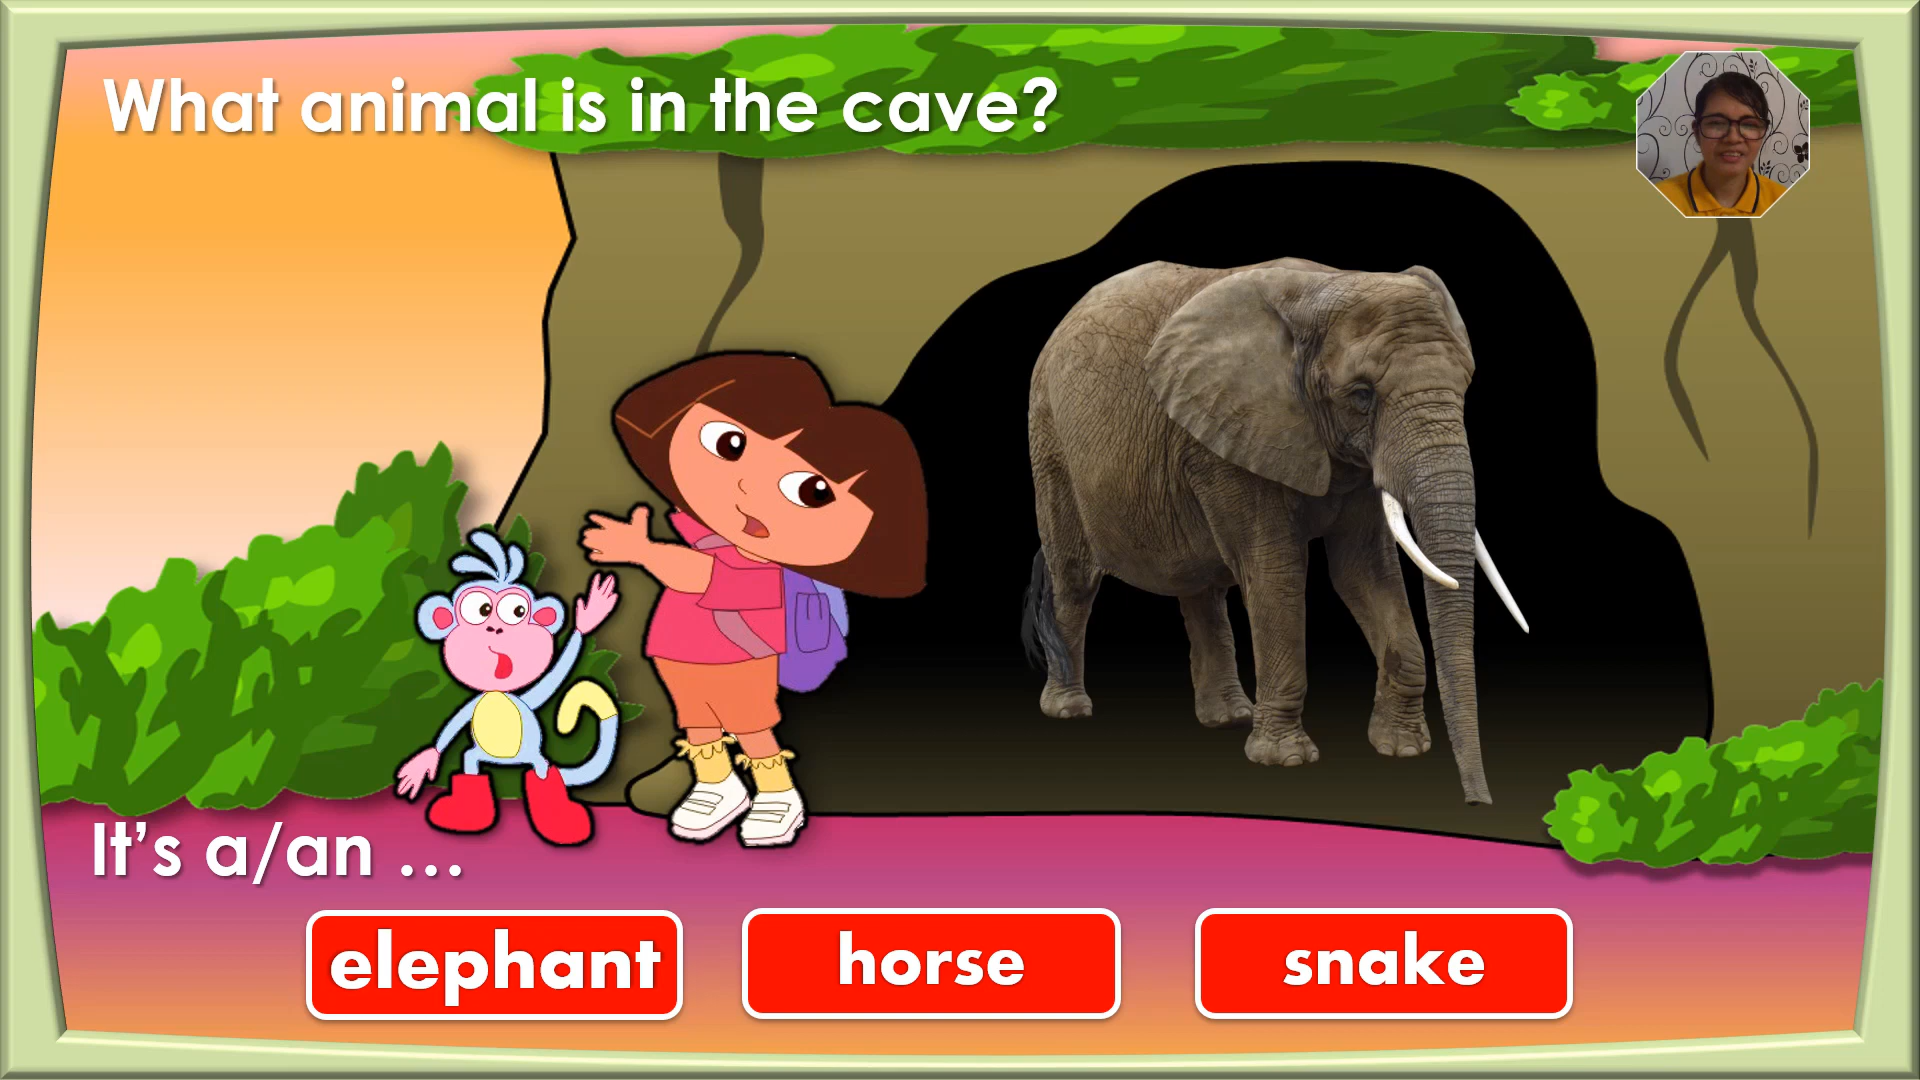 What animal is in the cave?
It's a/an ...
elephant
horse
snake